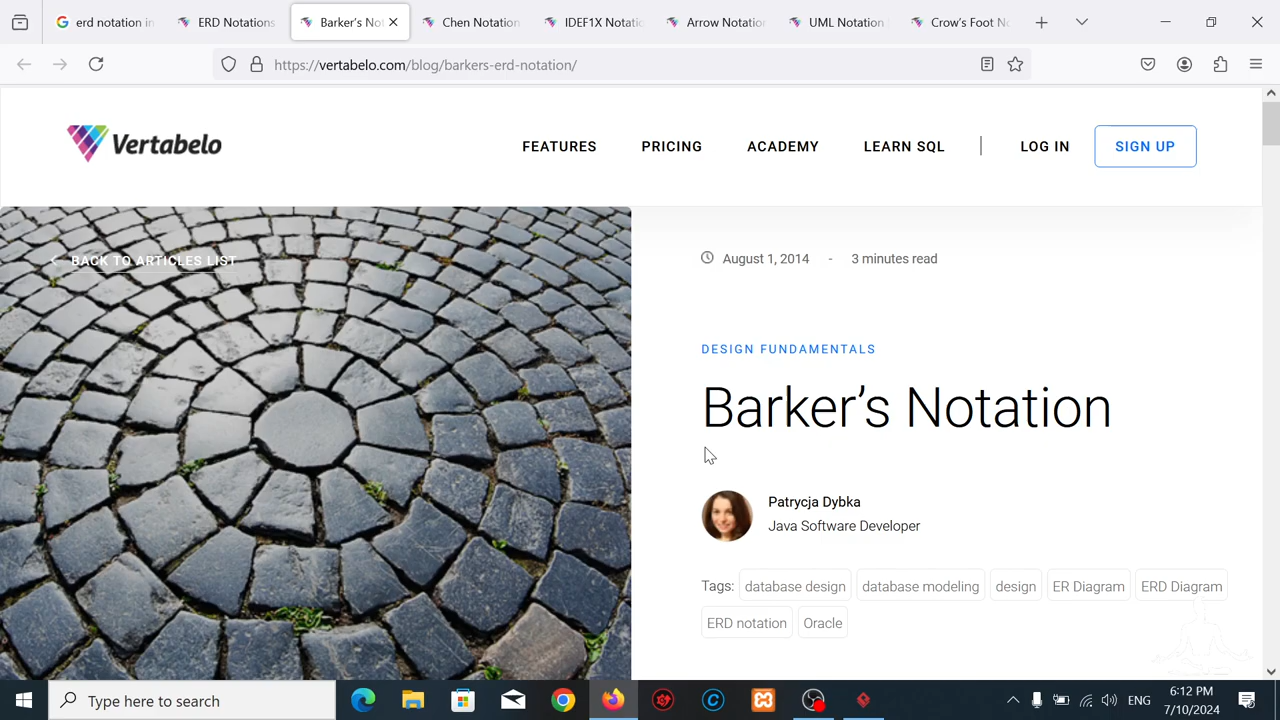 erd notation in
ERD Notations
Barker's No
Chen Notation
IDEF1X Notatio
Arrow Notation
UML Notation
Crow's Foot No
https://vertabelo.com/blog/barkers-erd-notation/
Vertabelo
FEATURES
PRICING
ACADEMY
LEARN SQL
LOG IN
SIGN UP
BACK TO ARTICLES LIST
August 1, 2014 - 3 minutes read
DESIGN FUNDAMENTALS
Barker's Notation
Patrycja Dybka
Java Software Developer
Tags: database design database modeling design ER Diagram ERD Diagram
ERD notation Oracle
Type here to search
ENG
6:12 PM
7/10/2024